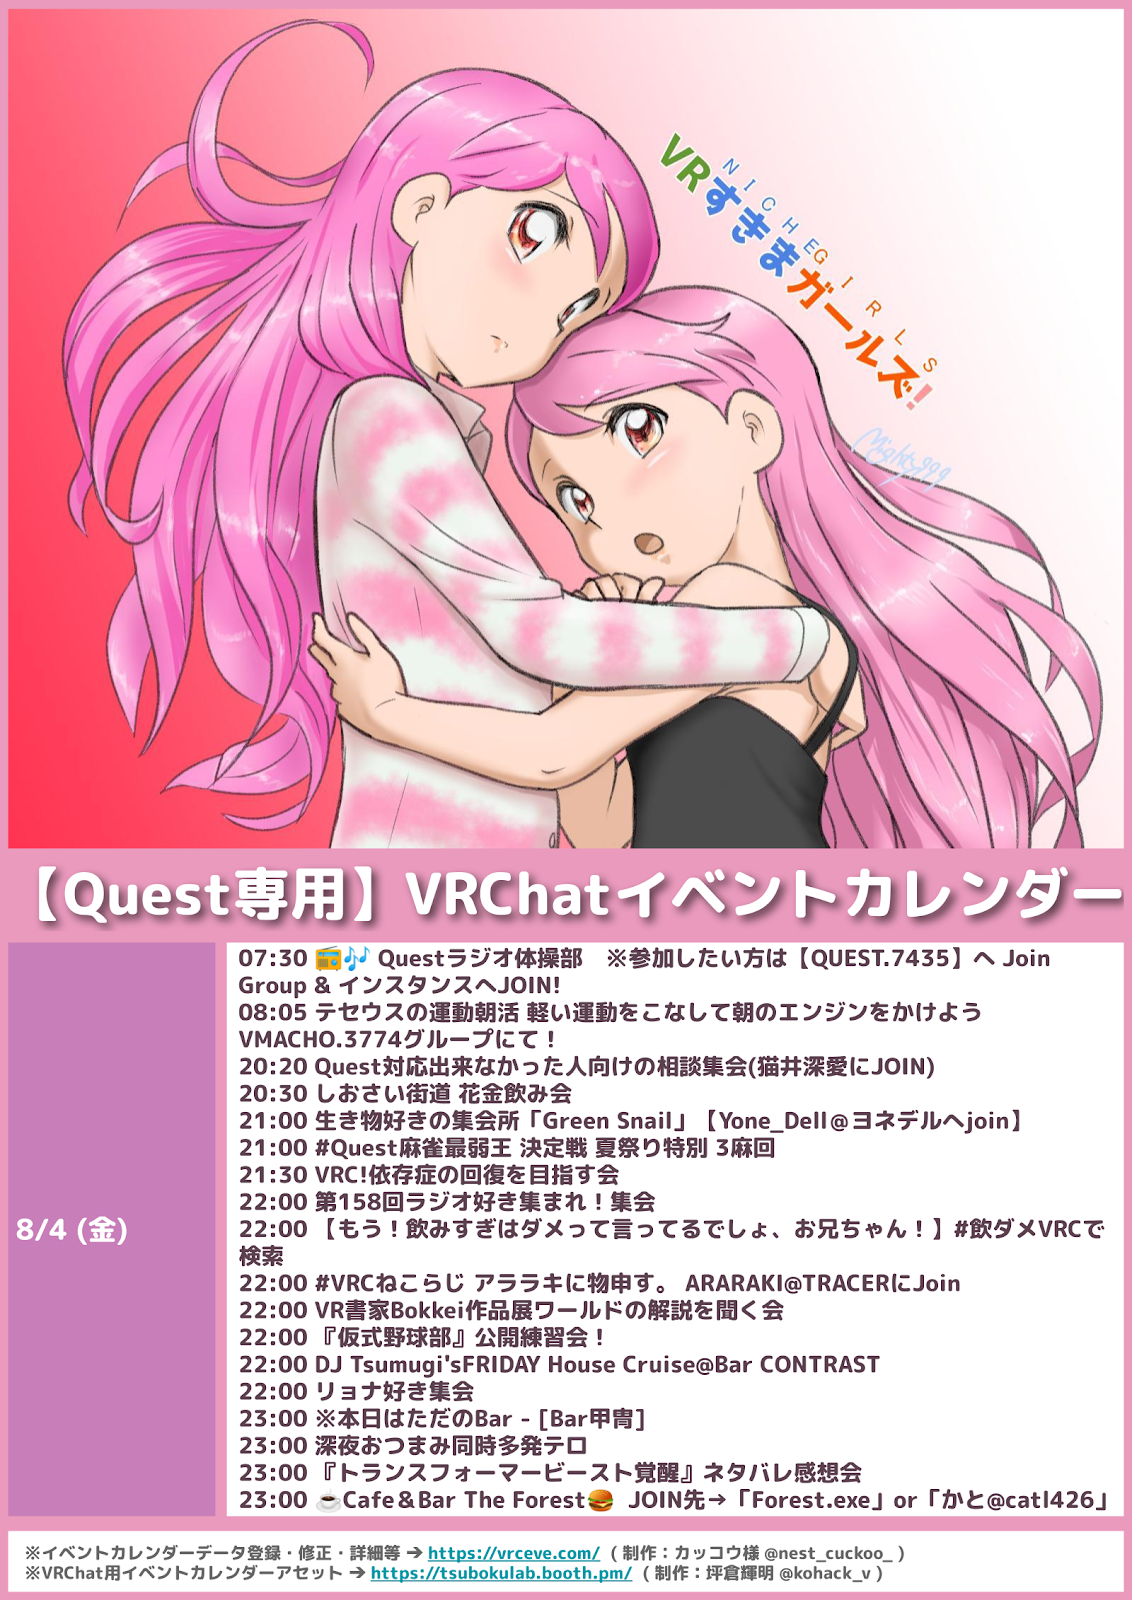 VRすきまガールズ!
NICHEGIRLS
Mighty999
【Quest専用】VRChatイベントカレンダー
8/4 (金)
07:30 📻🎶 Questラジオ体操部　※参加したい方は【QUEST.7435】へ Join
Group & インスタンスへJOIN!
08:05 テセウスの運動朝活 軽い運動をこなして朝のエンジンをかけよう
VMACHO.3774グループにて！
20:20 Quest対応出来なかった人向けの相談集会(猫井深愛にJOIN)
20:30 しおさい街道 花金飲み会
21:00 生き物好きの集会所「Green Snail」【Yone_Dell@ヨネデルへjoin】
21:00 #Quest麻雀最弱王 決定戦 夏祭り特別 3麻回
21:30 VRC!依存症の回復を目指す会
22:00 第158回ラジオ好き集まれ！集会
22:00 【もう！飲みすぎはダメって言ってるでしょ、お兄ちゃん！】#飲ダメVRCで
検索
22:00 #VRCねこらじ アララキに物申す。 ARARAKI@TRACERにJoin
22:00 VR書家Bokkei作品展ワールドの解説を聞く会
22:00 『仮式野球部』公開練習会！
22:00 DJ Tsumugi'sFRIDAY House Cruise@Bar CONTRAST
22:00 リョナ好き集会
23:00 ※本日はただのBar - [Bar甲冑]
23:00 深夜おつまみ同時多発テロ
23:00 『トランスフォーマービースト覚醒』ネタバレ感想会
23:00 ☕Cafe＆Bar The Forest🍔 JOIN先→「Forest.exe」or「かと@catl426」
※イベントカレンダーデータ登録・修正・詳細等 ➔ https://vrceve.com/ ( 制作：カッコウ様 @nest_cuckoo_ )
※VRChat用イベントカレンダーアセット ➔ https://tsubokulab.booth.pm/ ( 制作：坪倉輝明 @kohack_v )